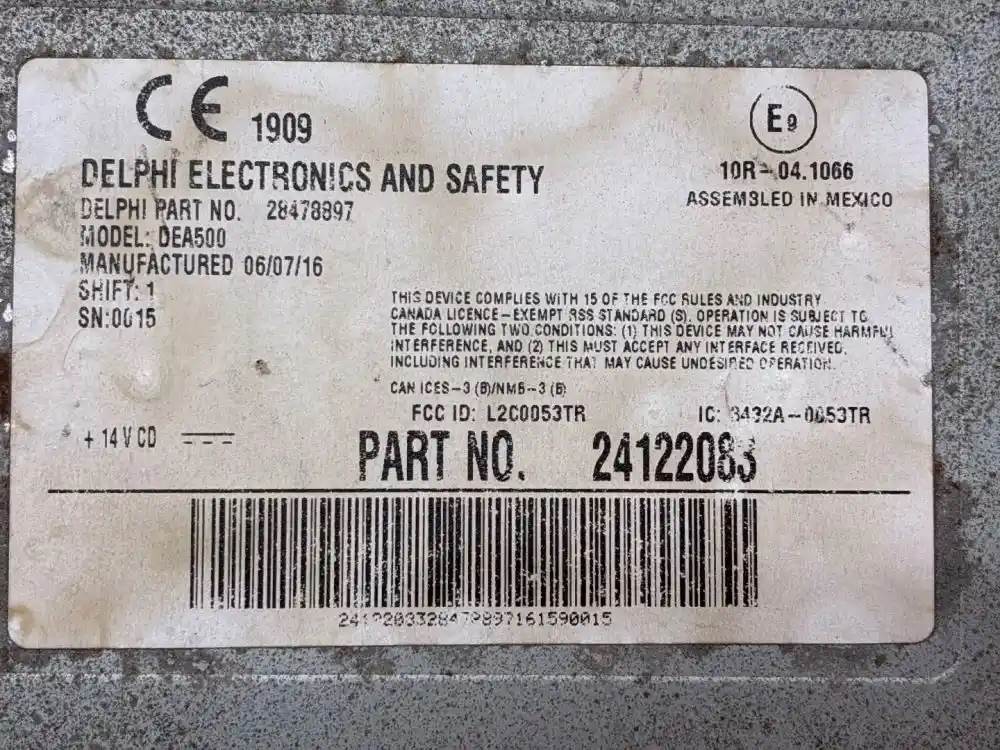 CE 1909
E9
10R-04.1066
ASSEMBLED IN MEXICO
DELPHI ELECTRONICS AND SAFETY
DELPHI PART NO. 28478897
MODEL: DEA500
MANUFACTURED 06/07/16
SHIFT: 1
SN:0015
THIS DEVICE COMPLIES WITH 15 OF THE FCC RULES AND INDUSTRY
CANADA LICENCE-EXEMPT RSS STANDARD (S). OPERATION IS SUBJECT TO
THE FOLLOWING TWO CONDITIONS: (1) THIS DEVICE MAY NOT CAUSE HARMFUL
INTERFERENCE, AND (2) THIS MUST ACCEPT ANY INTERFACE RECEIVED,
INCLUDING INTERFERENCE THAT MAY CAUSE UNDESIRED OPERATION.
CAN ICES-3 (B)/NMB-3 (B)
FCC ID: L2C0053TR IC: 3432A-0053TR
+ 14 V CD
PART NO. 24122083